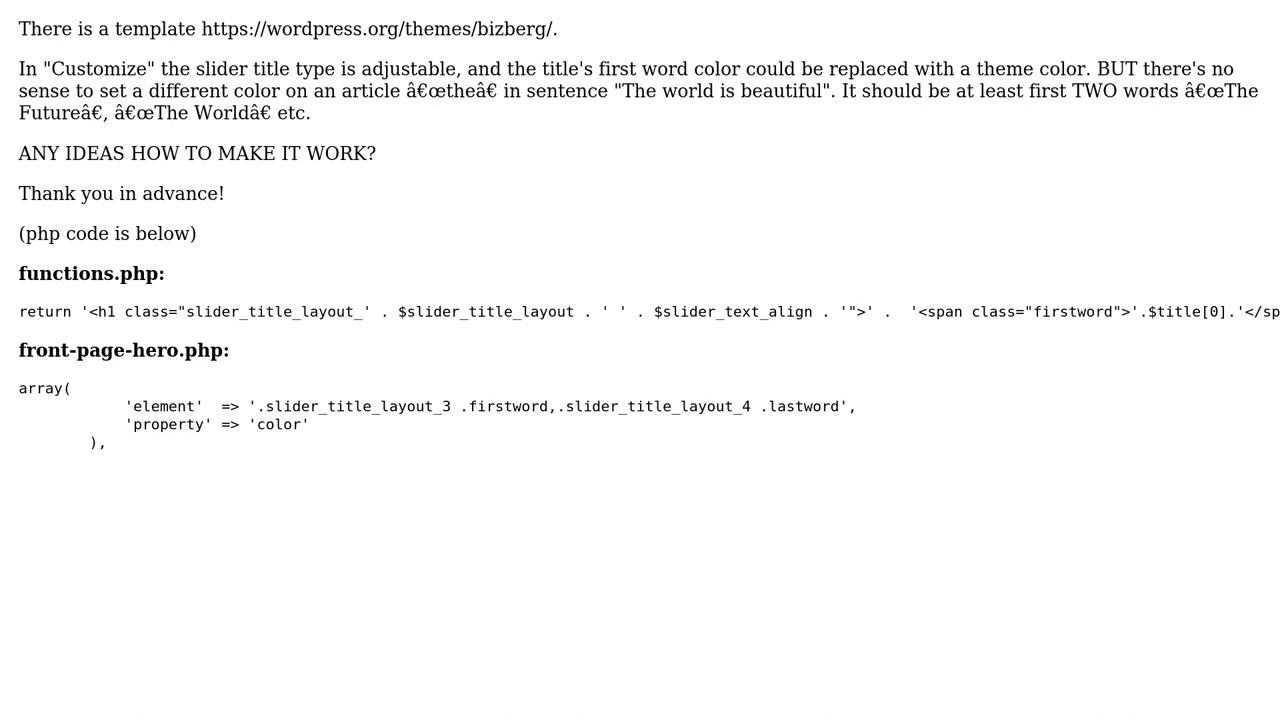 There is a template https://wordpress.org/themes/bizberg/.
In "Customize" the slider title type is adjustable, and the title's first word color could be replaced with a theme color. BUT there's no
sense to set a different color on an article â€œtheâ€ in sentence "The world is beautiful". It should be at least first TWO words â€œThe
Futureâ€, â€œThe Worldâ€ etc.
ANY IDEAS HOW TO MAKE IT WORK?
Thank you in advance!
(php code is below)
functions.php:
return '<h1 class="slider_title_layout_' . $slider_title_layout . ' ' . $slider_text_align . '">' .  '<span class="firstword">'.$title[0].'</sp
front-page-hero.php:
array(
            'element'  => '.slider_title_layout_3 .firstword,.slider_title_layout_4 .lastword',
            'property' => 'color'
        ),